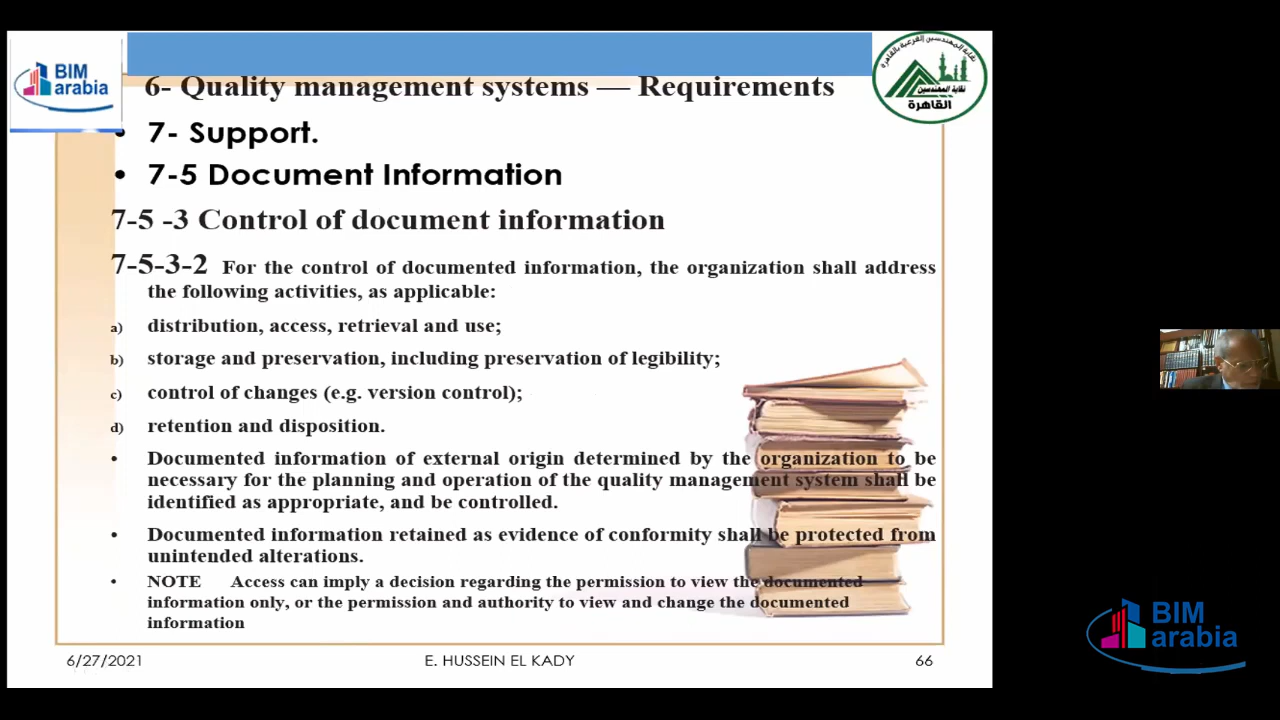 BIM
arabia
نقابة المهندسين الفرعية بالقاهرة
نقابة المهندسين
القاهرة
6- Quality management systems — Requirements
• 7- Support.
• 7-5 Document Information
7-5 -3 Control of document information
7-5-3-2 For the control of documented information, the organization shall address
the following activities, as applicable:
a) distribution, access, retrieval and use;
b) storage and preservation, including preservation of legibility;
c) control of changes (e.g. version control);
d) retention and disposition.
• Documented information of external origin determined by the organization to be
necessary for the planning and operation of the quality management system shall be
identified as appropriate, and be controlled.
• Documented information retained as evidence of conformity shall be protected from
unintended alterations.
• NOTE Access can imply a decision regarding the permission to view the documented
information only, or the permission and authority to view and change the documented
information
6/27/2021
E. HUSSEIN EL KADY
66
BIM
arabia